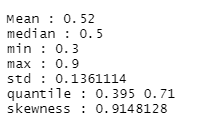 Mean : 0.52
median : 0.5
min : 0.3
max : 0.9
std : 0.1361114
quantile : 0.395 0.71
skewness : 0.9148128